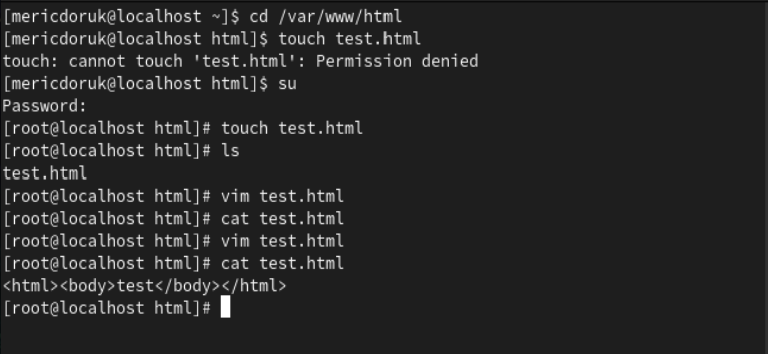 [mericdoruk@localhost ~]$ cd /var/www/html
[mericdoruk@localhost html]$ touch test.html
touch: cannot touch 'test.html': Permission denied
[mericdoruk@localhost html]$ su
Password:
[root@localhost html]# touch test.html
[root@localhost html]# ls
test.html
[root@localhost html]# vim test.html
[root@localhost html]# cat test.html
[root@localhost html]# vim test.html
[root@localhost html]# cat test.html
<html><body>test</body></html>
[root@localhost html]#